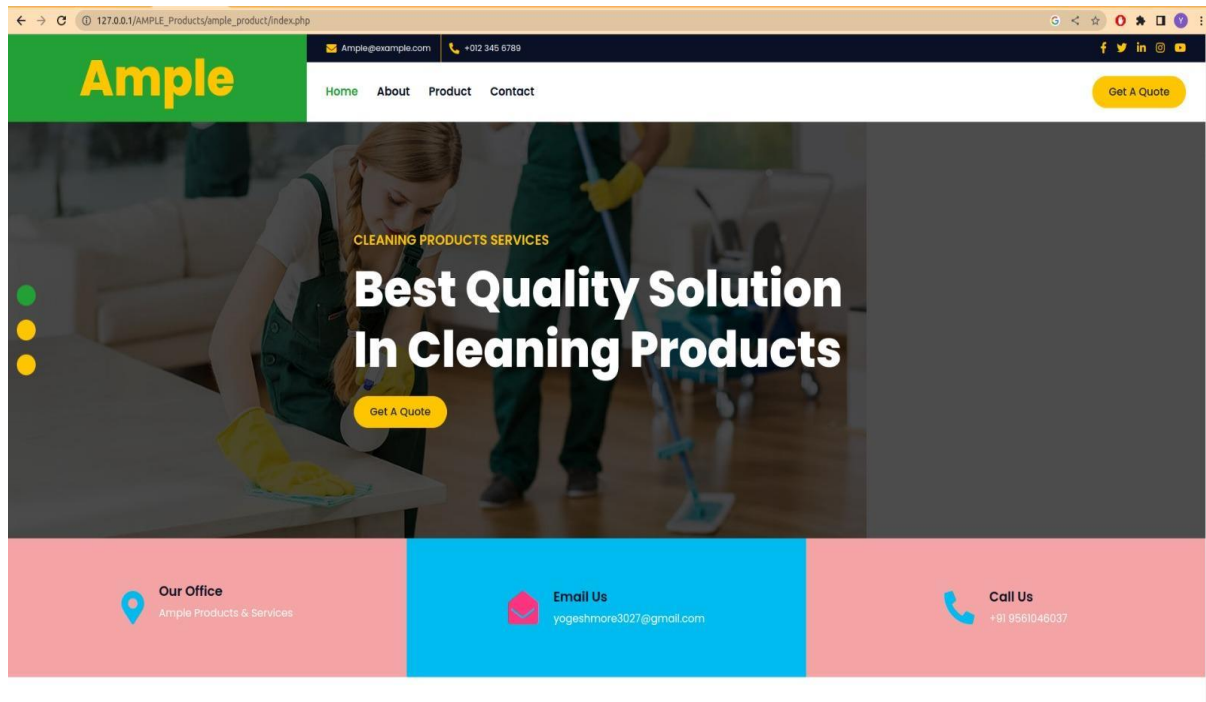 127.0.0.1/AMPLE_Products/ample_product/index.php
Ample
Ample@example.com +012 345 6789
Home About Product Contact
Get A Quote
CLEANING PRODUCTS SERVICES
Best Quality Solution
In Cleaning Products
Get A Quote
Our Office
Ample Products & Services
Email Us
yogeshmore3027@gmail.com
Call Us
+91 9561046037